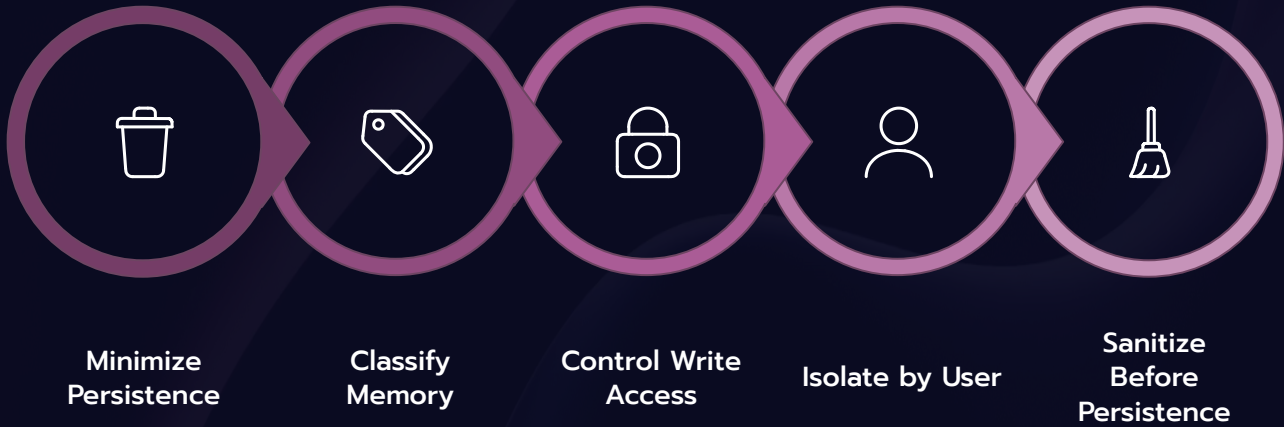 Minimize
Persistence
Classify
Memory
Control Write
Access
Isolate by User
Sanitize
Before
Persistence